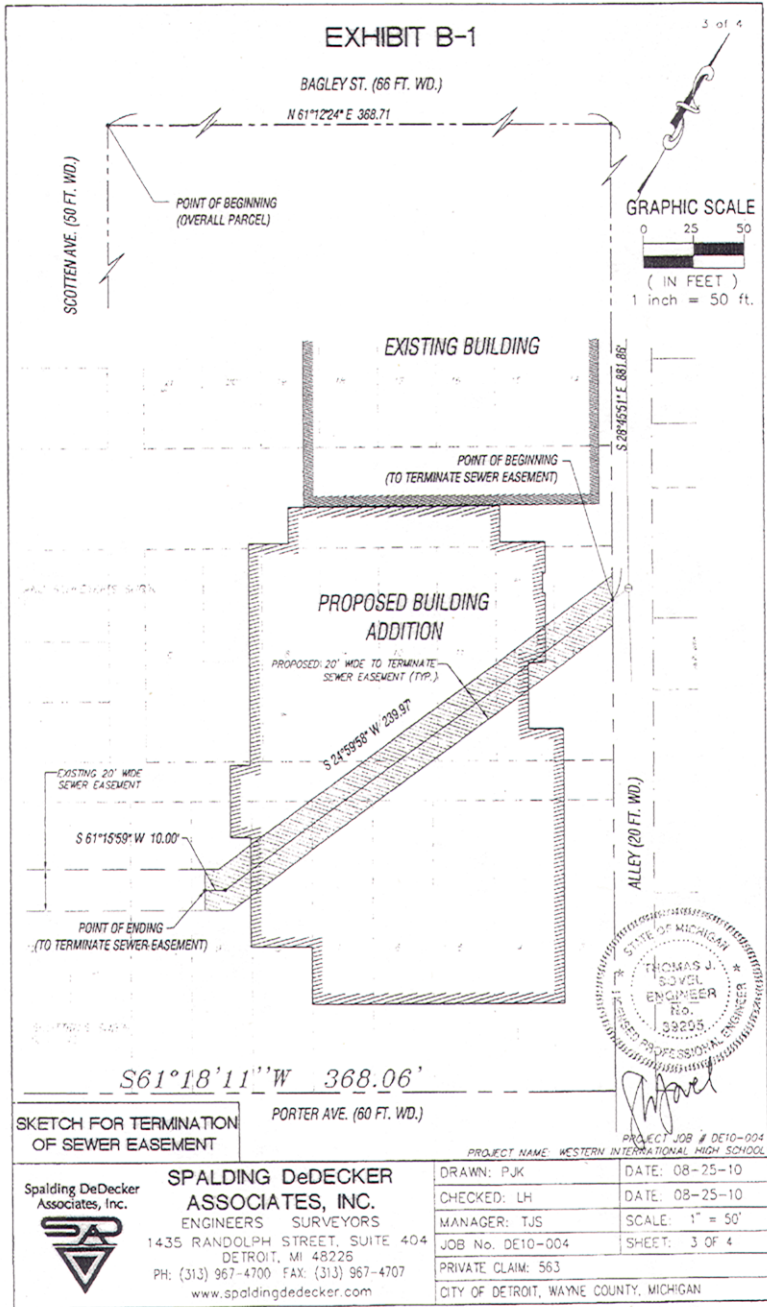 EXHIBIT B-1
3 of 4
BAGLEY ST. (66 FT. WD.)
N 61°12'24" E 368.71
SCOTTEN AVE. (50 FT. WD.)
POINT OF BEGINNING
(OVERALL PARCEL)
GRAPHIC SCALE
0 25 50
( IN FEET )
1 inch = 50 ft.
EXISTING BUILDING
21 20 19 18 17 16 15 14
S 28°45'51" E 881.86'
POINT OF BEGINNING
(TO TERMINATE SEWER EASEMENT)
PROPOSED BUILDING
ADDITION
PROPOSED: 20' WIDE TO TERMINATE
SEWER EASEMENT (TYP.)
S 24°59'58" W 239.97'
EXISTING 20' WIDE
SEWER EASEMENT
S 61°15'59" W 10.00'
POINT OF ENDING
(TO TERMINATE SEWER EASEMENT)
ALLEY (20 FT. WD.)
STATE OF MICHIGAN
THOMAS J.
SOVEL
ENGINEER
No.
39205
LICENSED PROFESSIONAL ENGINEER
S61°18'11"W 368.06'
PORTER AVE. (60 FT. WD.)
SKETCH FOR TERMINATION
OF SEWER EASEMENT
PROJECT JOB # DE10-004
PROJECT NAME: WESTERN INTERNATIONAL HIGH SCHOOL
Spalding DeDecker
Associates, Inc.
SPALDING DeDECKER
ASSOCIATES, INC.
ENGINEERS SURVEYORS
1435 RANDOLPH STREET, SUITE 404
DETROIT, MI 48226
PH: (313) 967-4700 FAX: (313) 967-4707
www.spaldingdedecker.com
DRAWN: PJK DATE: 08-25-10
CHECKED: LH DATE: 08-25-10
MANAGER: TJS SCALE: 1" = 50'
JOB No. DE10-004 SHEET: 3 OF 4
PRIVATE CLAIM: 563
CITY OF DETROIT, WAYNE COUNTY, MICHIGAN